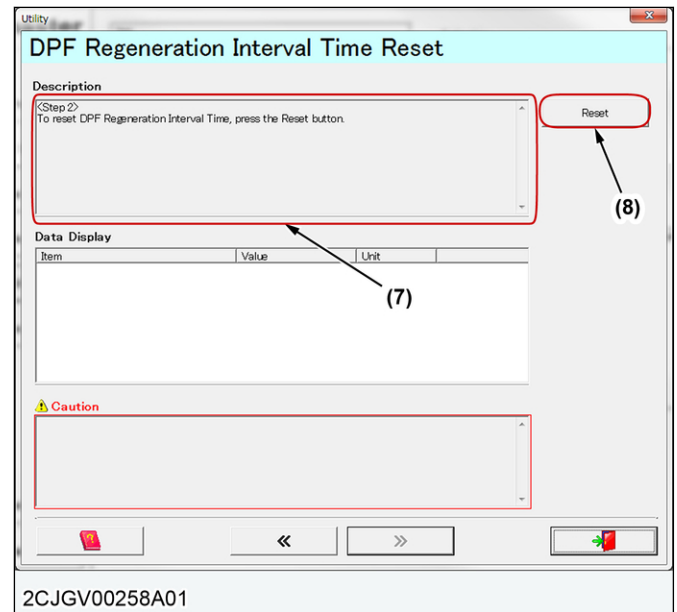 Utility
DPF Regeneration Interval Time Reset
Description
<Step 2>
To reset DPF Regeneration Interval Time, press the Reset button.
Reset
(8)
Data Display
Item Value Unit
(7)
Caution
2CJGV00258A01